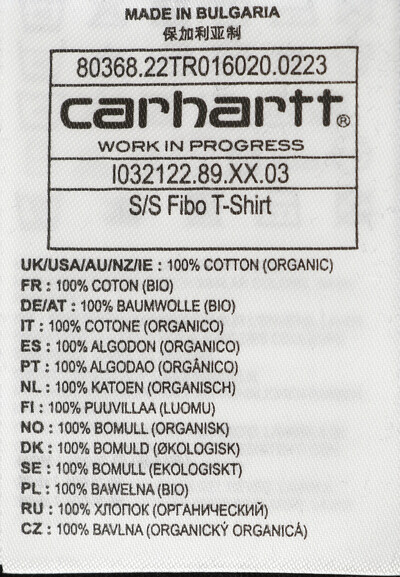 MADE IN BULGARIA
保加利亚制
80368.22TR016020.0223
carhartt®
WORK IN PROGRESS
I032122.89.XX.03
S/S Fibo T-Shirt
UK/USA/AU/NZ/IE : 100% COTTON (ORGANIC)
FR : 100% COTON (BIO)
DE/AT : 100% BAUMWOLLE (BIO)
IT : 100% COTONE (ORGANICO)
ES : 100% ALGODON (ORGANICO)
PT : 100% ALGODAO (ORGÂNICO)
NL : 100% KATOEN (ORGANISCH)
FI : 100% PUUVILLAA (LUOMU)
NO : 100% BOMULL (ORGANISK)
DK : 100% BOMULD (ØKOLOGISK)
SE : 100% BOMULL (EKOLOGISKT)
PL : 100% BAWEŁNA (BIO)
RU : 100% ХЛОПОК (ОРГАНИЧЕСКИЙ)
CZ : 100% BAVLNA (ORGANICKÝ ORGANICÁ)